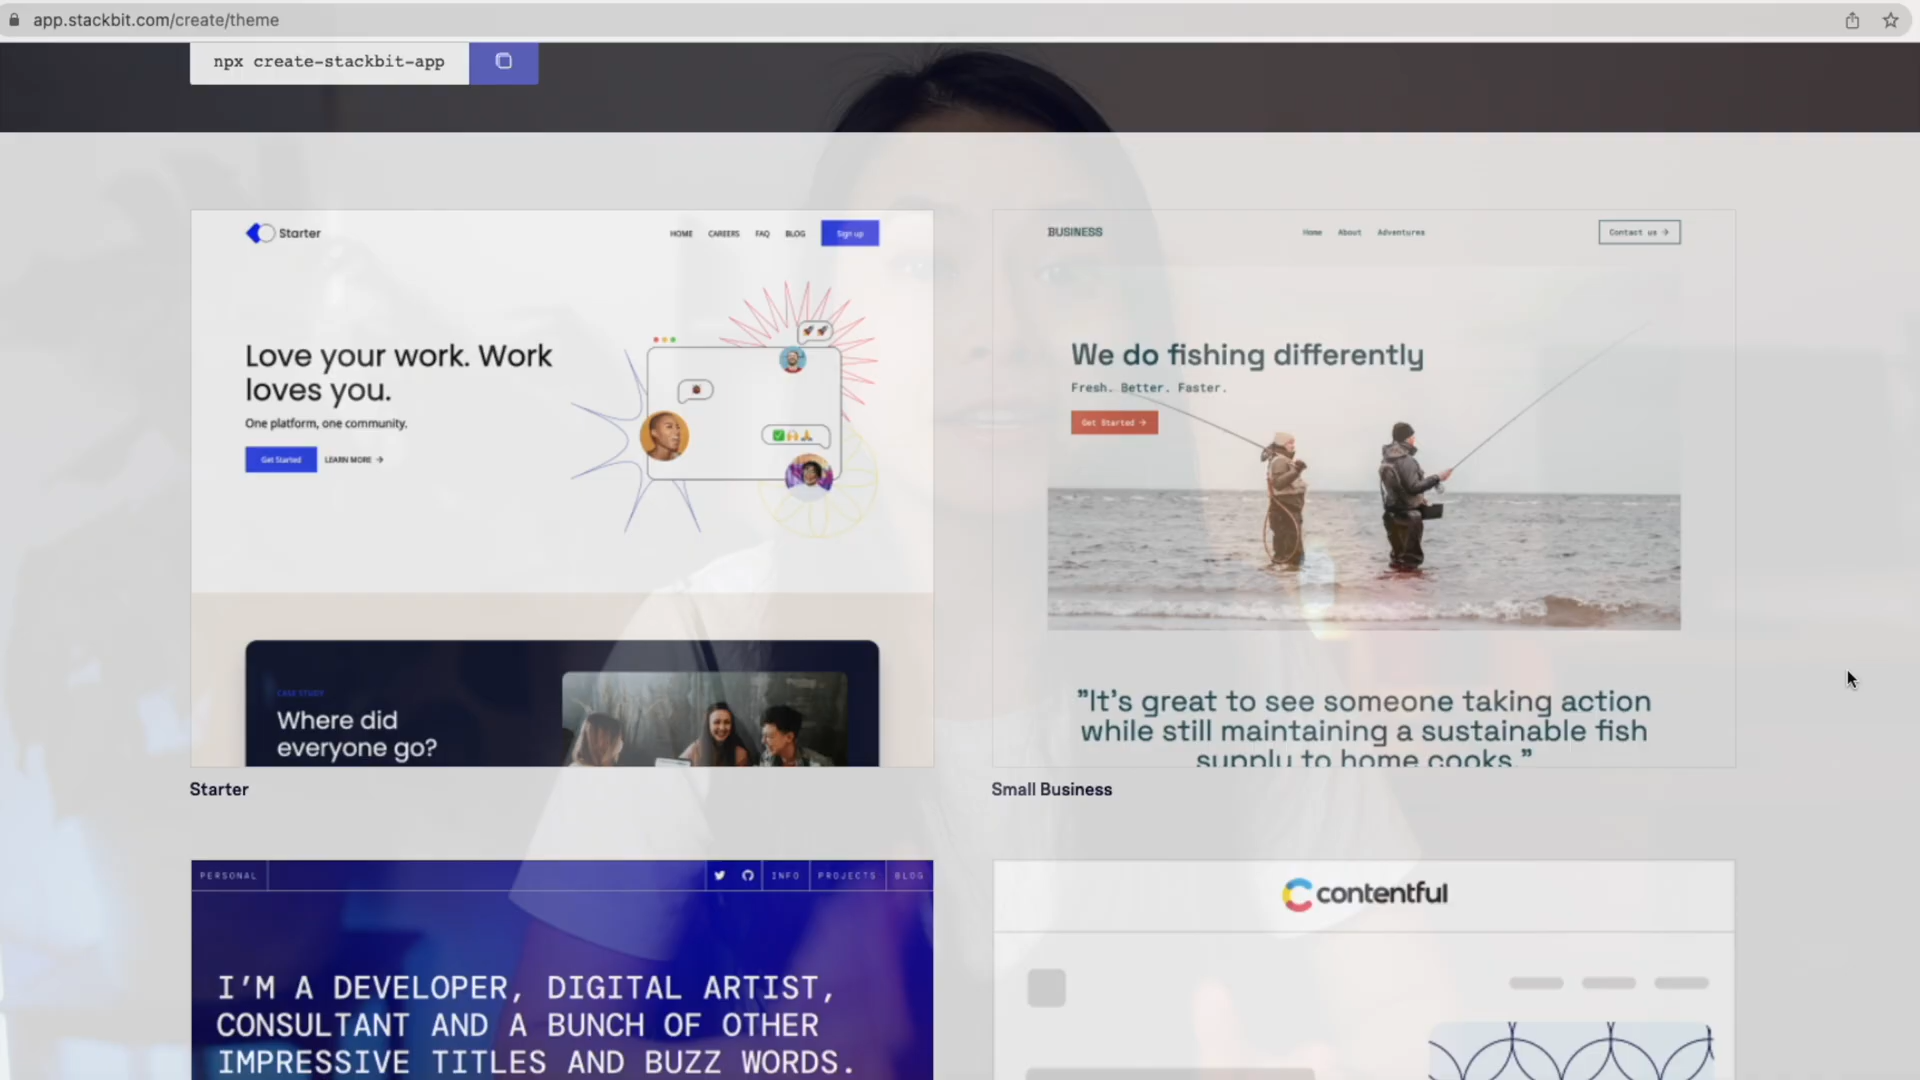 app.stackbit.com/create/theme
npx create-stackbit-app
Starter
HOME CAREERS FAQ BLOG Sign up
Love your work. Work
loves you.
One platform, one community.
Get Started LEARN MORE →
CASE STUDY
Where did
everyone go?
Starter
BUSINESS
Home About Adventures
Contact us →
We do fishing differently
Fresh. Better. Faster.
Get Started →
”It’s great to see someone taking action
while still maintaining a sustainable fish
supply to home cooks.”
Small Business
PERSONAL
INFO PROJECTS BLOG
I’M A DEVELOPER, DIGITAL ARTIST,
CONSULTANT AND A BUNCH OF OTHER
IMPRESSIVE TITLES AND BUZZ WORDS.
contentful